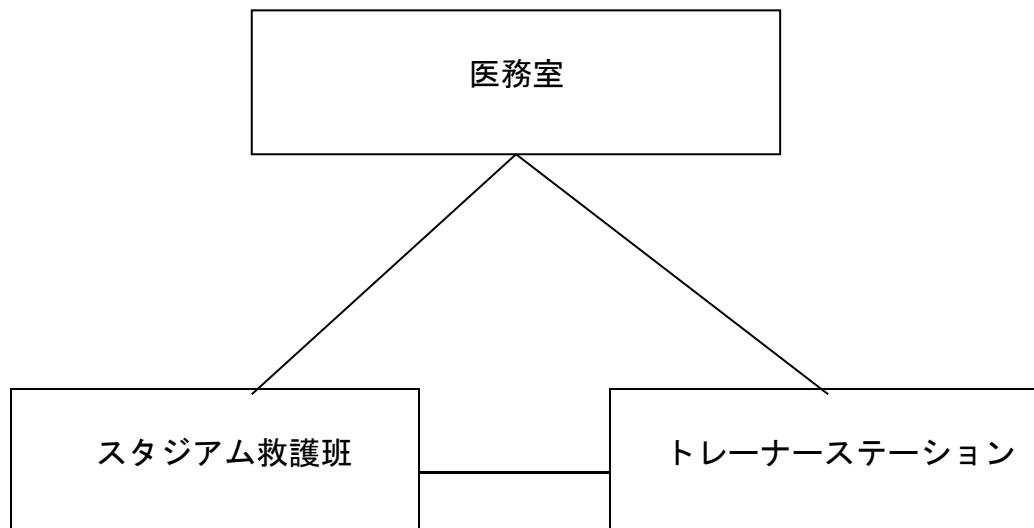 医務室
スタジアム救護班
トレーナーステーション